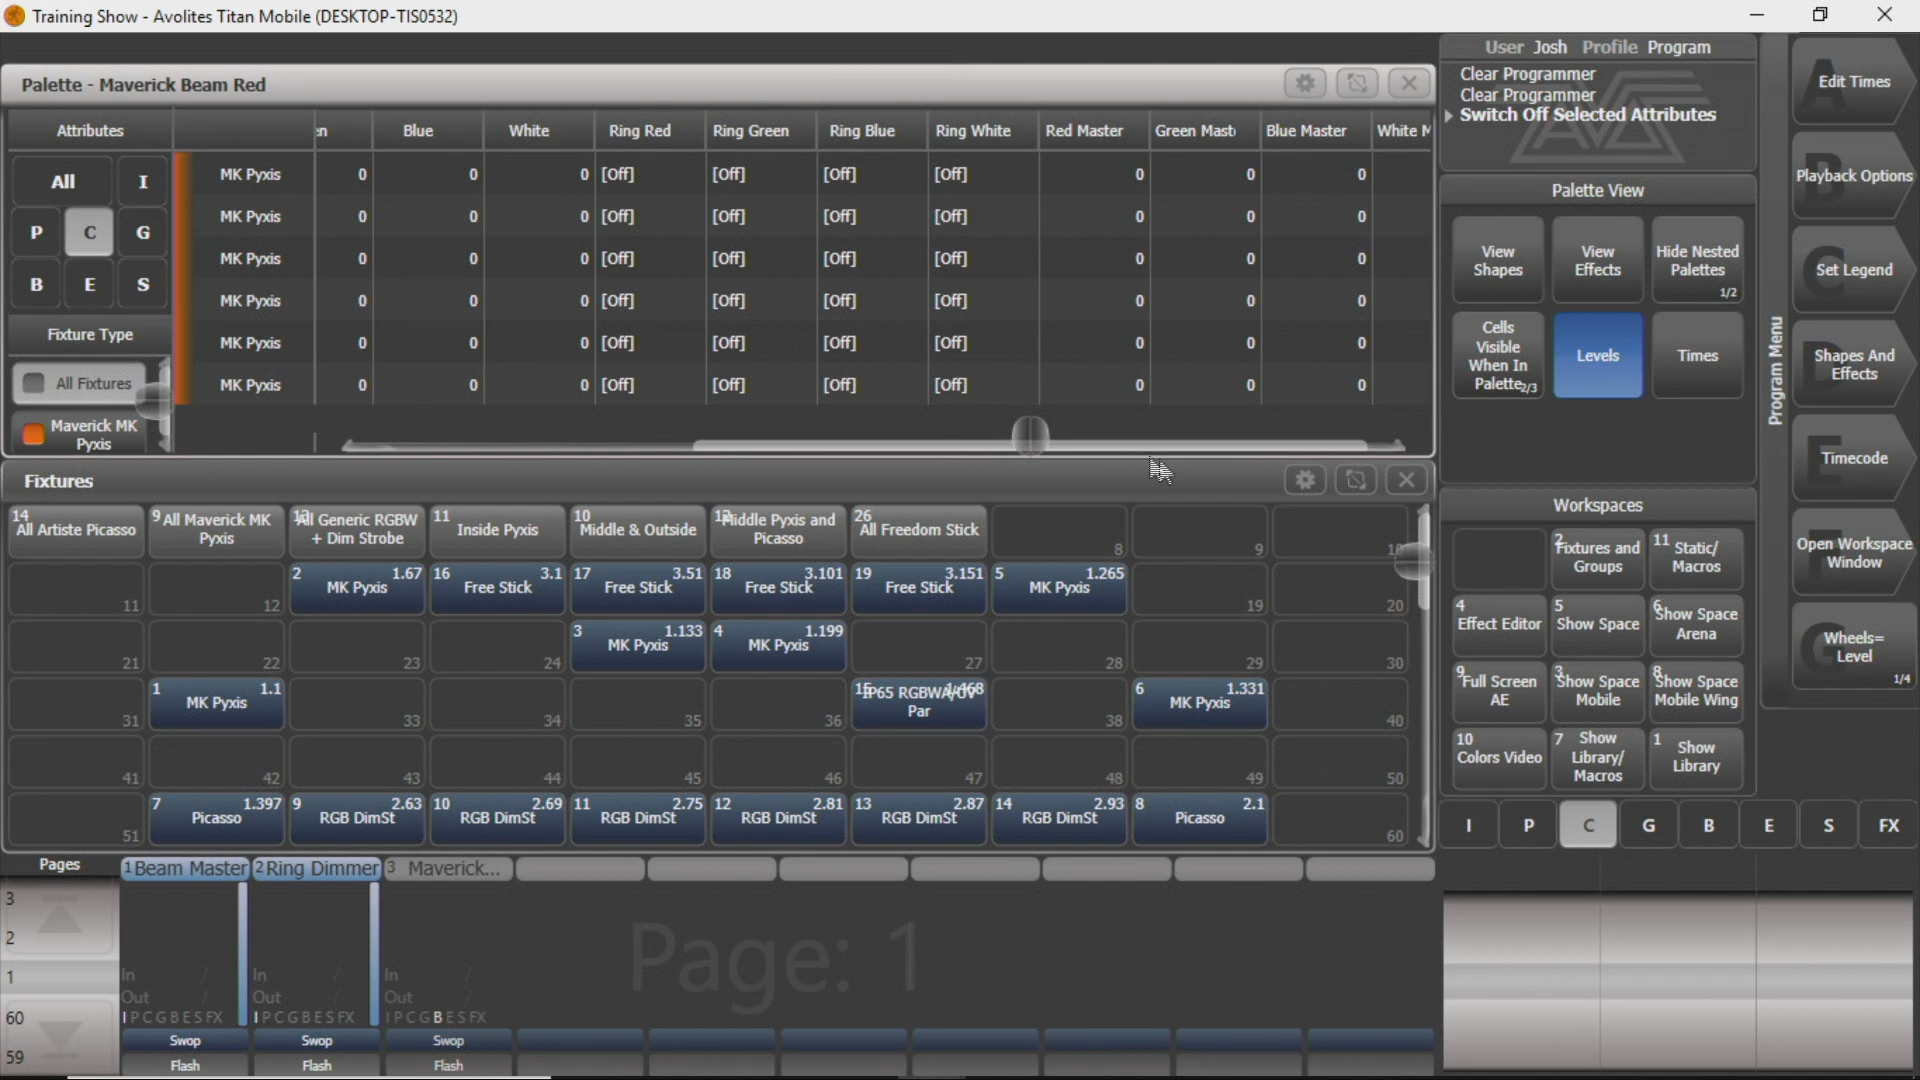 Training Show - Avolites Titan Mobile (DESKTOP-TIS0532)
Palette - Maverick Beam Red
Attributes
en Blue White Ring Red Ring Green Ring Blue Ring White Red Master Green Mast Blue Master White M
All I
P C G
B E S
MK Pyxis 0 0 0 [Off] [Off] [Off] [Off] 0 0 0
MK Pyxis 0 0 0 [Off] [Off] [Off] [Off] 0 0 0
MK Pyxis 0 0 0 [Off] [Off] [Off] [Off] 0 0 0
MK Pyxis 0 0 0 [Off] [Off] [Off] [Off] 0 0 0
MK Pyxis 0 0 0 [Off] [Off] [Off] [Off] 0 0 0
MK Pyxis 0 0 0 [Off] [Off] [Off] [Off] 0 0 0
Fixture Type
All Fixtures
Maverick MK
Pyxis
Fixtures
14 All Artiste Picasso
9 All Maverick MK
Pyxis
All Generic RGBW
+ Dim Strobe
11 Inside Pyxis
10 Middle & Outside
Middle Pyxis and
Picasso
26 All Freedom Stick
8 9 10
11 12
2 1.67 MK Pyxis
16 3.1 Free Stick
17 3.51 Free Stick
18 3.101 Free Stick
19 3.151 Free Stick
5 1.265 MK Pyxis
19 20
21 22 23 24
3 1.133 MK Pyxis
4 1.199 MK Pyxis
27 28 29 30
31
1 1.1 MK Pyxis
33 34 35 36
15 1.468 IP65 RGBWA/UV
Par
38
6 1.331 MK Pyxis
40
41 42 43 44 45 46 47 48 49 50
51
7 1.397 Picasso
9 2.63 RGB DimSt
10 2.69 RGB DimSt
11 2.75 RGB DimSt
12 2.81 RGB DimSt
13 2.87 RGB DimSt
14 2.93 RGB DimSt
8 2.1 Picasso
60
Pages
3
2
1
60
59
1 Beam Master 2 Ring Dimmer 3 Maverick...
In / In / In /
Out / Out / Out /
IPCGBESFX IPCGBESFX IPCGBESFX
Swop Swop Swop
Flash Flash Flash
Page: 1
User Josh Profile Program
Clear Programmer
Clear Programmer
Switch Off Selected Attributes
Palette View
View
Shapes
View
Effects
Hide Nested
Palettes
1/2
Cells
Visible
When In
Palette 2/3
Levels
Times
Workspaces
2 Fixtures and
Groups
11 Static/
Macros
4 Effect Editor
5 Show Space
6 Show Space
Arena
9 Full Screen
AE
3 Show Space
Mobile
8 Show Space
Mobile Wing
10 Colors Video
7 Show
Library/
Macros
1 Show
Library
I P C G B E S FX
Program Menu
A Edit Times
B Playback Options
C Set Legend
D Shapes And
Effects
E Timecode
F Open Workspace
Window
G Wheels=
Level
1/4